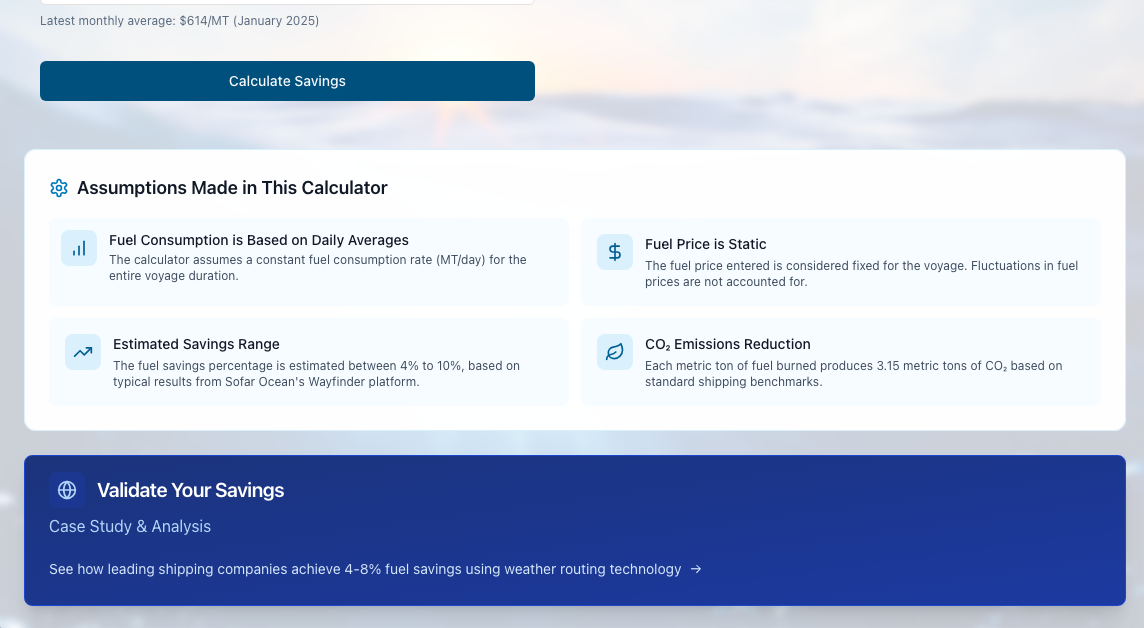 Latest monthly average: $614/MT (January 2025)
Calculate Savings
Assumptions Made in This Calculator
Fuel Consumption is Based on Daily Averages
The calculator assumes a constant fuel consumption rate (MT/day) for the
entire voyage duration.
Fuel Price is Static
The fuel price entered is considered fixed for the voyage. Fluctuations in fuel
prices are not accounted for.
Estimated Savings Range
The fuel savings percentage is estimated between 4% to 10%, based on
typical results from Sofar Ocean's Wayfinder platform.
CO₂ Emissions Reduction
Each metric ton of fuel burned produces 3.15 metric tons of CO₂ based on
standard shipping benchmarks.
Validate Your Savings
Case Study & Analysis
See how leading shipping companies achieve 4-8% fuel savings using weather routing technology →